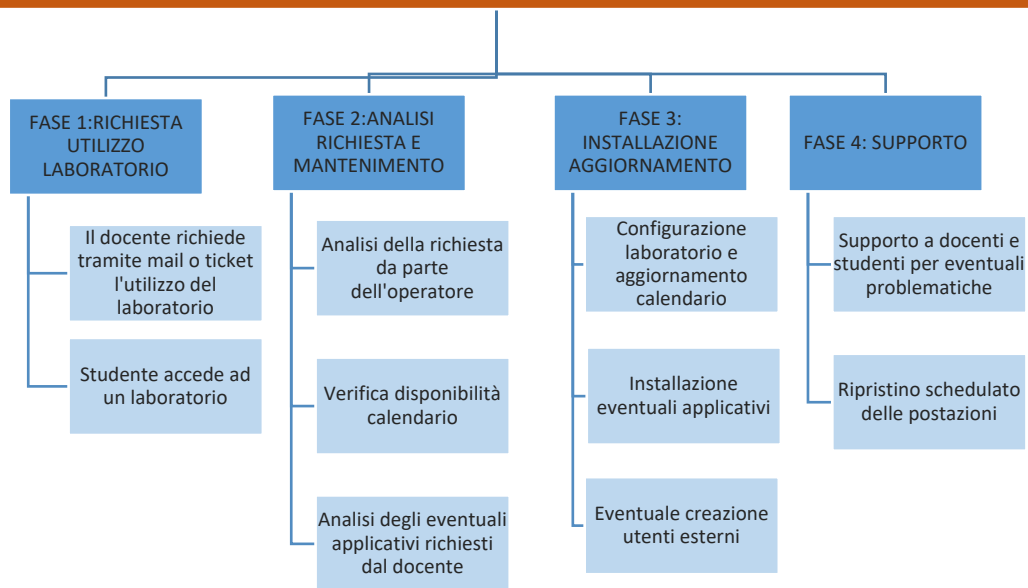 FASE 1:RICHIESTA
UTILIZZO
LABORATORIO
Il docente richiede
tramite mail o ticket
l'utilizzo del
laboratorio
Studente accede ad
un laboratorio
FASE 2:ANALISI
RICHIESTA E
MANTENIMENTO
Analisi della richiesta
da parte
dell'operatore
Verifica disponibilità
calendario
Analisi degli eventuali
applicativi richiesti
dal docente
FASE 3:
INSTALLAZIONE
AGGIORNAMENTO
Configurazione
laboratorio e
aggiornamento
calendario
Installazione
eventuali applicativi
Eventuale creazione
utenti esterni
FASE 4: SUPPORTO
Supporto a docenti e
studenti per eventuali
problematiche
Ripristino schedulato
delle postazioni